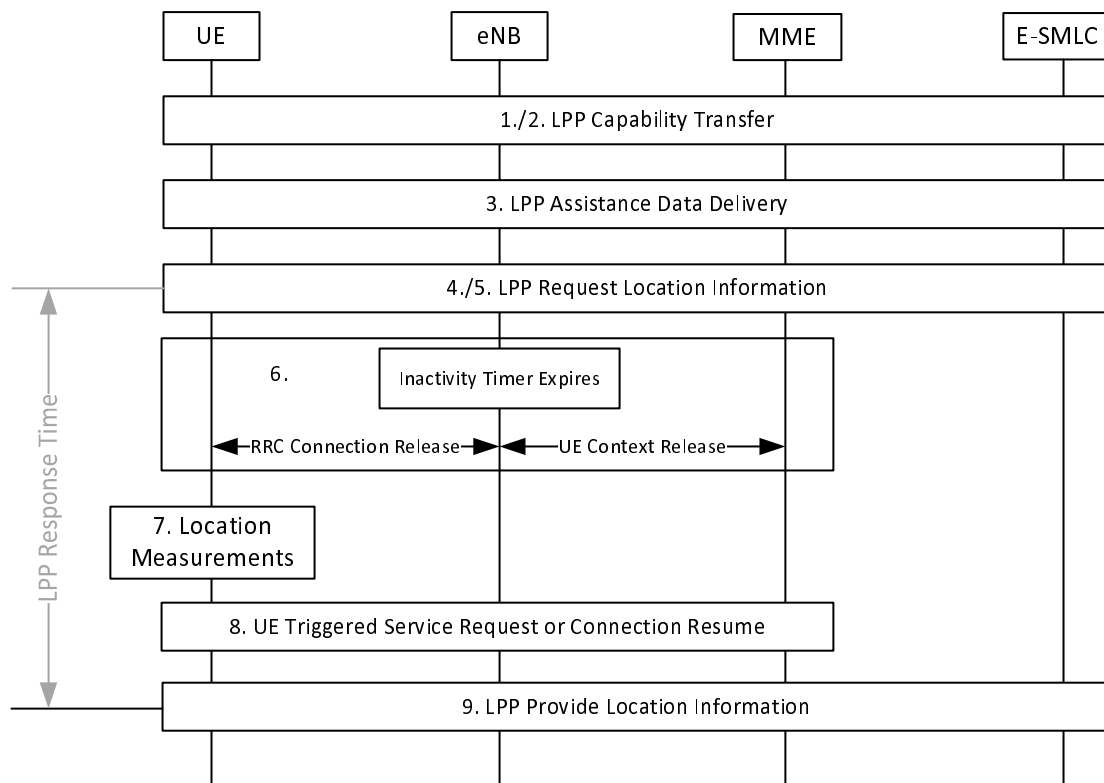 UE
eNB
MME
E-SMLC
1./2. LPP Capability Transfer
3. LPP Assistance Data Delivery
4./5. LPP Request Location Information
6.
Inactivity Timer Expires
RRC Connection Release
UE Context Release
LPP Response Time
7. Location
Measurements
8. UE Triggered Service Request or Connection Resume
9. LPP Provide Location Information